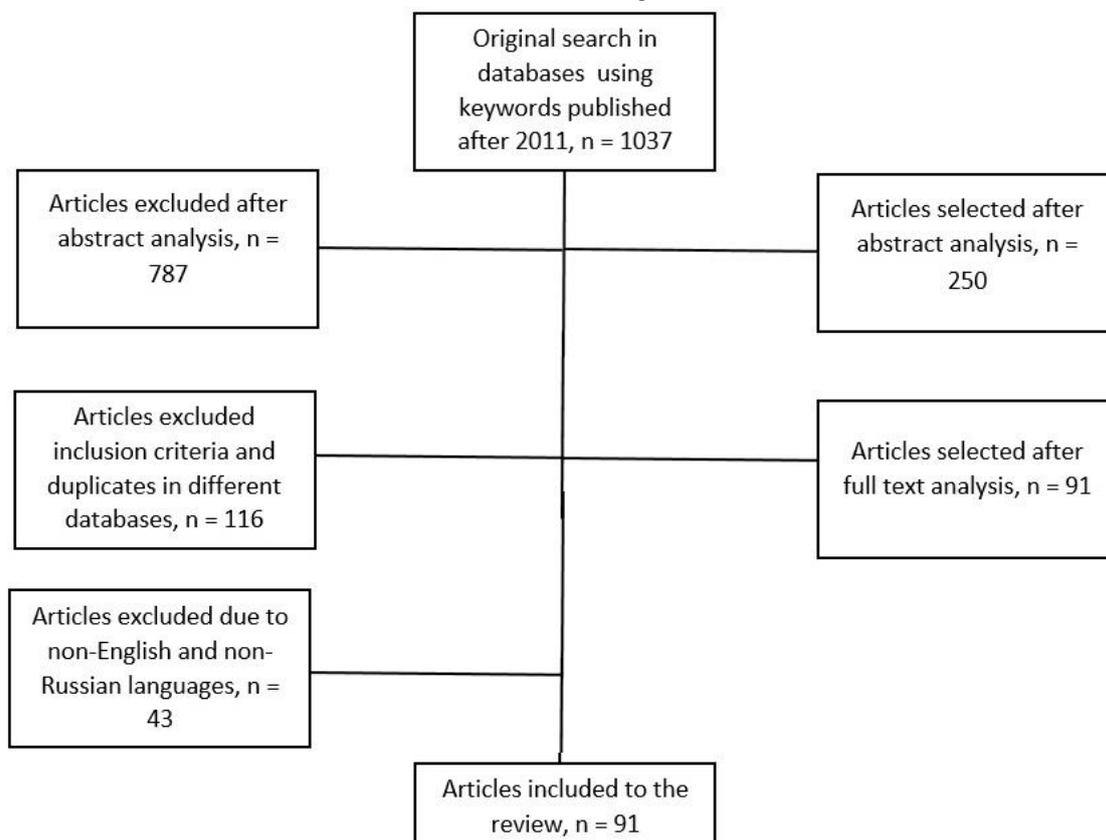 Original search in
databases using
keywords published
after 2011, n = 1037
Articles excluded after
abstract analysis, n =
787
Articles selected after
abstract analysis, n =
250
Articles excluded
inclusion criteria and
duplicates in different
databases, n = 116
Articles selected after
full text analysis, n = 91
Articles excluded due to
non-English and non-
Russian languages, n =
43
Articles included to the
review, n = 91